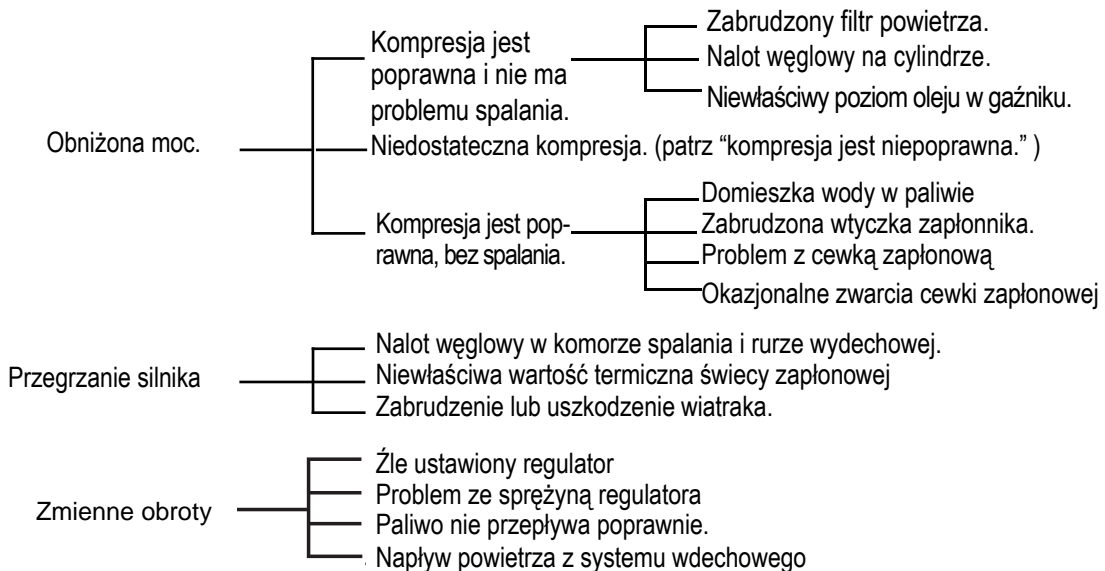 Obniżona moc.
Kompresja jest
poprawna i nie ma
problemu spalania.
Zabrudzony filtr powietrza.
Nalot węglowy na cylindrze.
Niewłaściwy poziom oleju w gaźniku.
Niedostateczna kompresja. (patrz “kompresja jest niepoprawna.” )
Kompresja jest pop-
rawna, bez spalania.
Domieszka wody w paliwie
Zabrudzona wtyczka zapłonnika.
Problem z cewką zapłonową
Okazjonalne zwarcia cewki zapłonowej
Przegrzanie silnika
Nalot węglowy w komorze spalania i rurze wydechowej.
Niewłaściwa wartość termiczna świecy zapłonowej
Zabrudzenie lub uszkodzenie wiatraka.
Zmienne obroty
Źle ustawiony regulator
Problem ze sprężyną regulatora
Paliwo nie przepływa poprawnie.
Napływ powietrza z systemu wdechowego